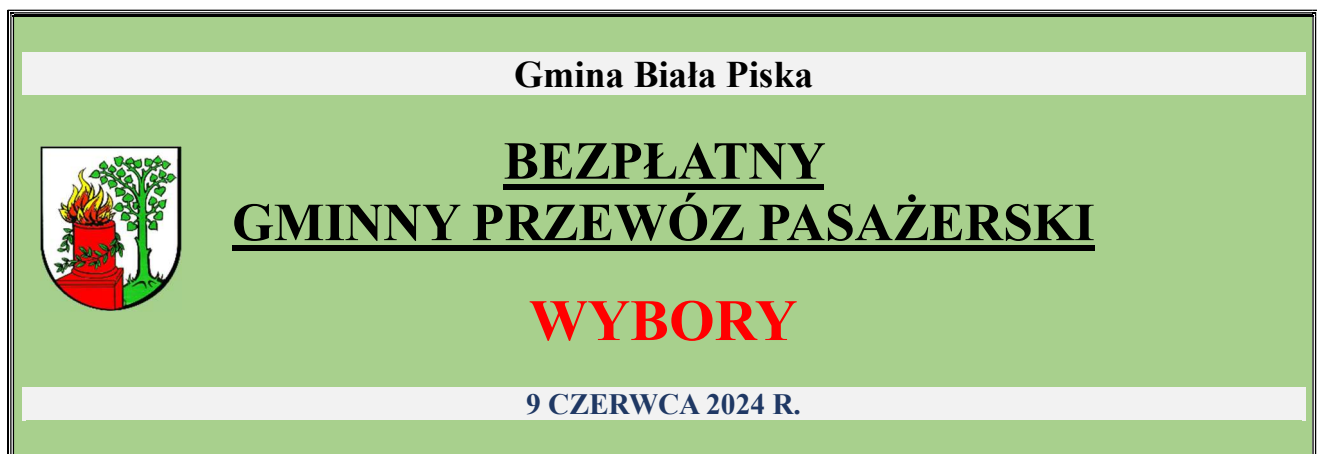 Gmina Biała Piska
BEZPŁATNY
GMINNY PRZEWÓZ PASAŻERSKI
WYBORY
9 CZERWCA 2024 R.